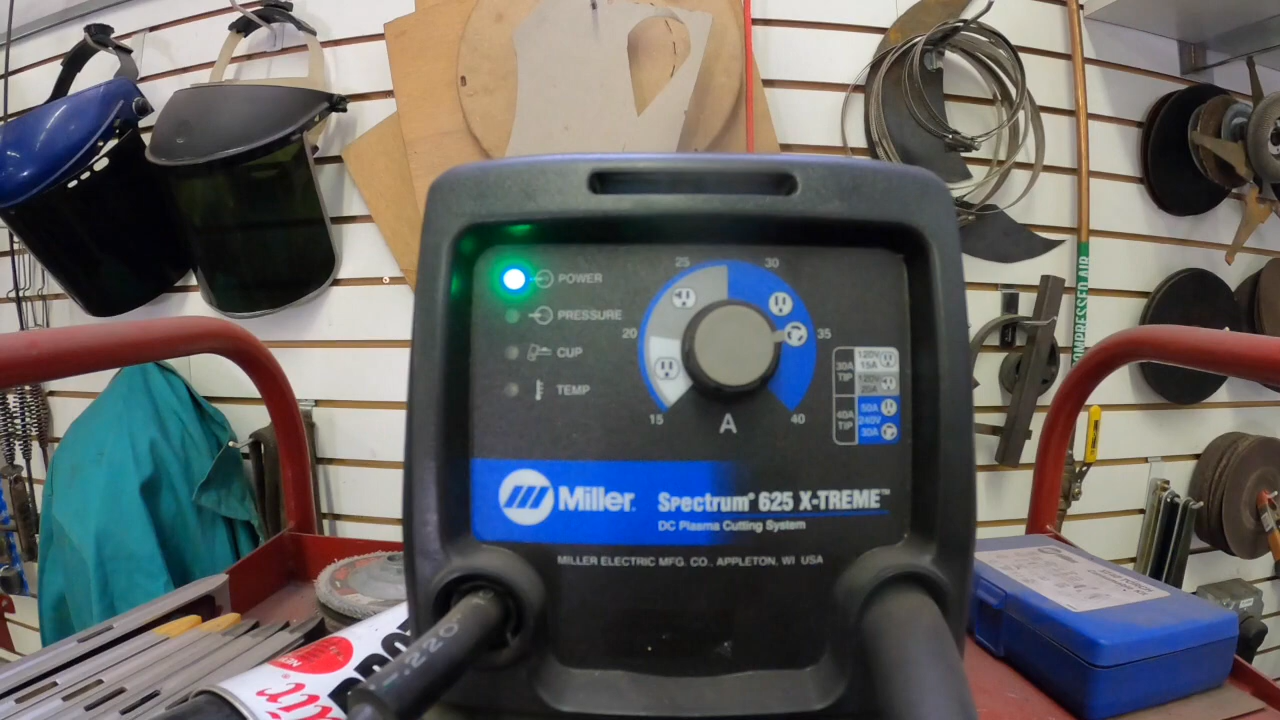 POWER
PRESSURE
CUP
TEMP
25
30
20
35
15
40
A
30A
TIP
120V
15A
120V
20A
40A
TIP
50A
240V
30A
Miller®
Spectrum® 625 X-TREME™
DC Plasma Cutting System
MILLER ELECTRIC MFG. CO., APPLETON, WI USA
COMPRESSED AIR
220
NEW